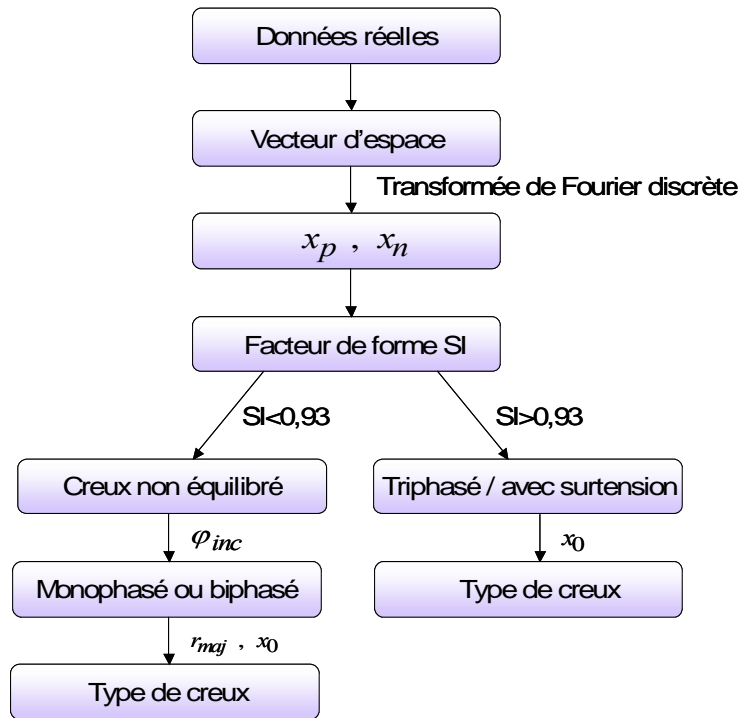 Données réelles
Vecteur d'espace
Transformée de Fourier discrète
x_p , x_n
Facteur de forme SI
SI<0,93
SI>0,93
Creux non équilibré
Triphasé / avec surtension
φ_inc
x_0
Monophasé ou biphasé
Type de creux
r_maj , x_0
Type de creux